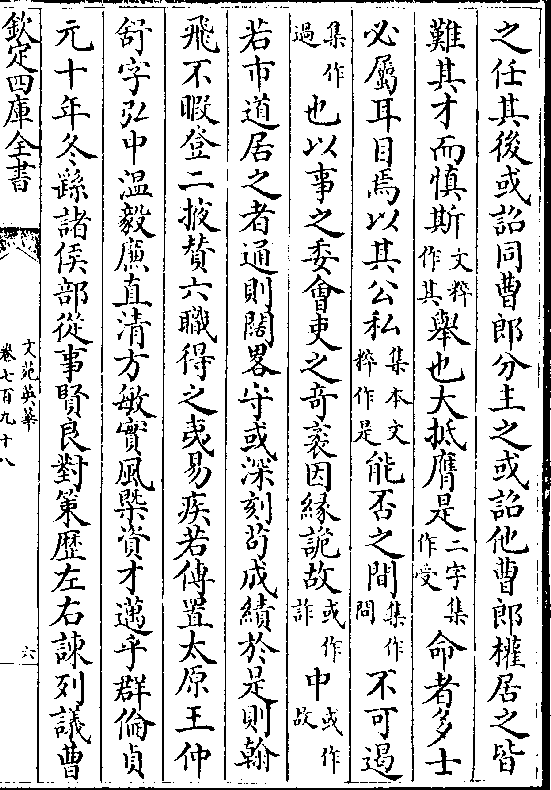 之任其後或詔同曹郎分主之或詔他曹郎權居之皆
難其才而慎斯文粹作其舉也大抵膺是二字集作受命者多士
必屬耳目焉以其公私集本文粹作是能否之間集作問不可遏
集作過也以事之委會吏之奇衺因緣詭故或作詐中或作故
若市道居之者通則闊畧守或深刻苟成績於是則翰
飛不暇登二掖賛六職得之夷易疾若傳置太原王仲
舒字弘中温毅廉直清方敏實風槩資才邁乎群倫貞
元十年冬繇諸侯部從事賢良對策歴左右諫列議曹
欽定四庫全書
文苑英華
卷七百九十八
六